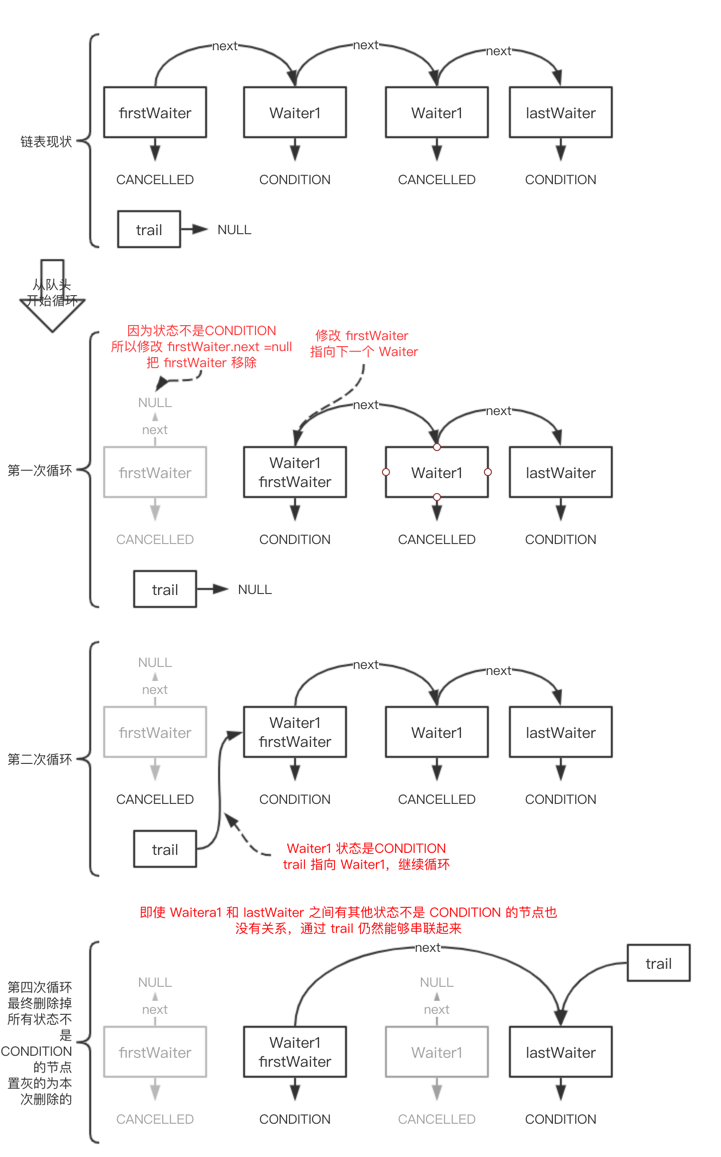 next next next
firstWaiter Waiter1 Waiter1 lastWaiter
链表现状
CANCELLED CONDITION CANCELLED CONDITION
trail NULL
从队头
开始循环
因为状态不是CONDITION
所以修改 firstWaiter.next =null
把 firstWaiter 移除
修改 firstWaiter
指向下一个 Waiter
NULL
next next
next
Waiter1
firstWaiter
firstWaiter Waiter1 lastWaiter
第一次循环
CANCELLED CONDITION CANCELLED CONDITION
trail NULL
NULL
next next
next
Waiter1
firstWaiter
firstWaiter Waiter1 lastWaiter
第二次循环
CANCELLED CONDITION CANCELLED CONDITION
trail
Waiter1 状态是CONDITION
trail 指向 Waiter1，继续循环
即使 Waitera1 和 lastWaiter 之间有其他状态不是 CONDITION 的节点也
没有关系，通过 trail 仍然能够串联起来
next
trail
NULL NULL
next next
Waiter1
firstWaiter
firstWaiter Waiter1 lastWaiter
第四次循环
最终删除掉
所有状态不
是
CONDITION
的节点
置灰的为本
次删除的
CANCELLED CONDITION CANCELLED CONDITION